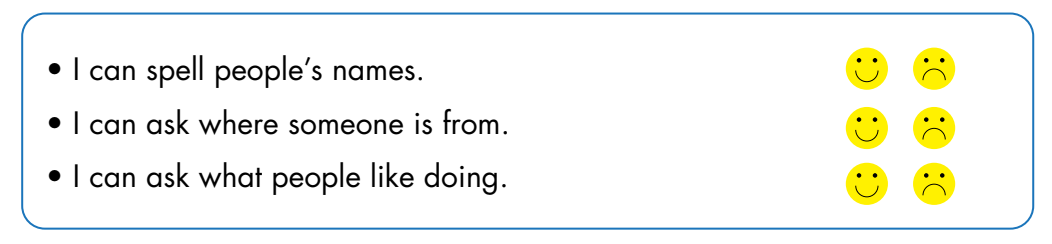 • I can spell people's names.
• I can ask where someone is from.
• I can ask what people like doing.